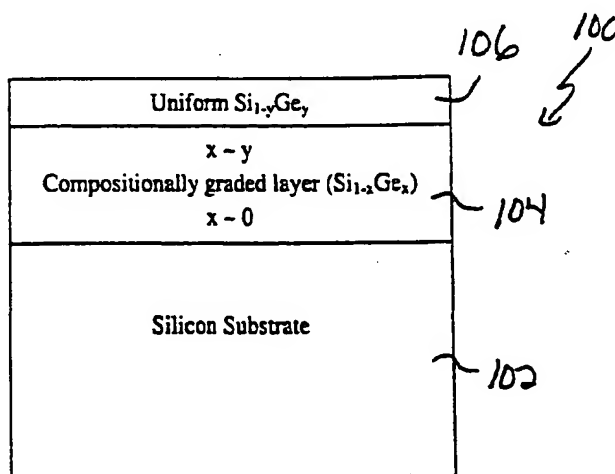 100
106
Uniform Si₁₋yGey
x ~ y
Compositionally graded layer (Si₁₋ₓGeₓ)
x ~ 0
104
Silicon Substrate
102